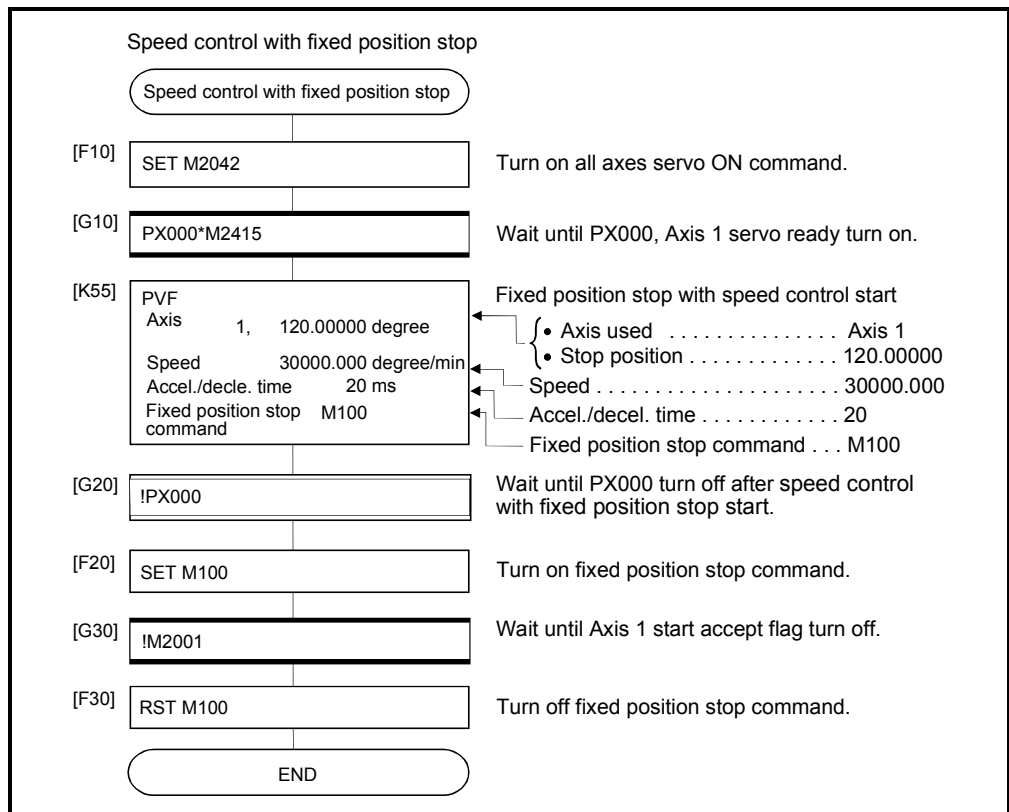 Speed control with fixed position stop
Speed control with fixed position stop
[F10] SET M2042 Turn on all axes servo ON command.
[G10] PX000*M2415 Wait until PX000, Axis 1 servo ready turn on.
[K55] PVF Fixed position stop with speed control start
Axis 1, 120.00000 degree
• Axis used . . . . . . . . . . . . . . . Axis 1
• Stop position . . . . . . . . . . . . . 120.00000
Speed 30000.000 degree/min
Speed . . . . . . . . . . . . . . . . . . . . . 30000.000
Accel./decle. time 20 ms
Accel./decel. time . . . . . . . . . . . . 20
Fixed position stop M100
command
Fixed position stop command . . . M100
[G20] !PX000 Wait until PX000 turn off after speed control
with fixed position stop start.
[F20] SET M100 Turn on fixed position stop command.
[G30] !M2001 Wait until Axis 1 start accept flag turn off.
[F30] RST M100 Turn off fixed position stop command.
END